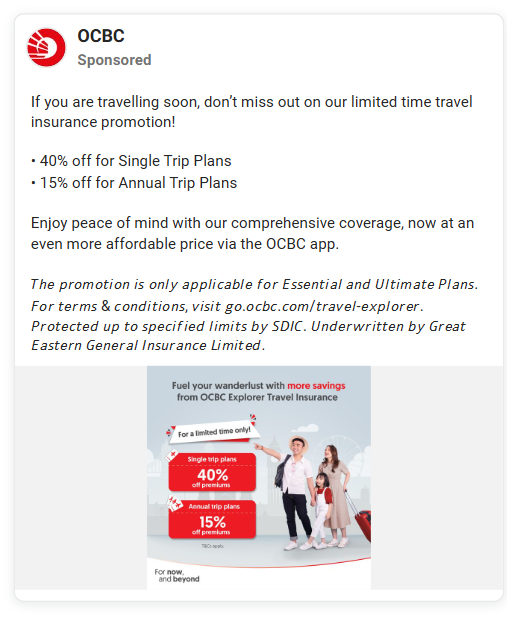 OCBC
Sponsored
If you are travelling soon, don’t miss out on our limited time travel
insurance promotion!
• 40% off for Single Trip Plans
• 15% off for Annual Trip Plans
Enjoy peace of mind with our comprehensive coverage, now at an
even more affordable price via the OCBC app.
The promotion is only applicable for Essential and Ultimate Plans.
For terms & conditions, visit go.ocbc.com/travel-explorer.
Protected up to specified limits by SDIC. Underwritten by Great
Eastern General Insurance Limited.
Fuel your wanderlust with more savings
from OCBC Explorer Travel Insurance
For a limited time only!
Single trip plans
40%
off premiums
Annual trip plans
15%
off premiums
T&Cs apply.
For now,
and beyond